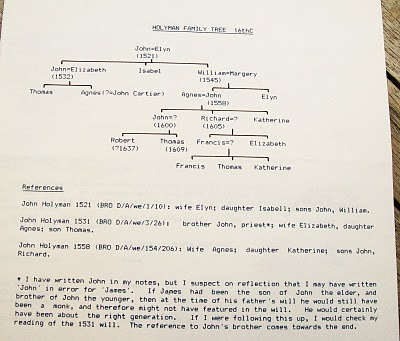 HOLYMAN FAMILY TREE 16thC
John=Elyn
(1521)
John=Elizabeth Isabel William=Margery
(1532) (1545)
Thomas Agnes(?=John Cartier) Agnes=John Elyn
(1558)
John=? Richard=? Katherine
(1600) (1605)
Robert Thomas Francis=? Elizabeth
(?1637) (1609)
Francis Thomas Katherine
References
John Holyman 1521 (BRO D/A/we/1/10): wife Elyn; daughter Isabell; sons John, William.
John Holyman 1531 (BRO D/A/we/3/26): brother John, priest*; wife Elizabeth, daughter
Agnes; son Thomas.
John Holyman 1558 (BRO D/A/we/154/206): Wife Agnes; daughter Katherine; sons John,
Richard.
* I have written John in my notes, but I suspect on reflection that I may have written
'John' in error for 'James'. If James had been the son of John the elder, and
brother of John the younger, then at the time of his father's will he would still have
been a monk, and therefore might not have featured in the will. He would certainly
have been about the right generation. If I were following this up, I would check my
reading of the 1531 will. The reference to John's brother comes towards the end.